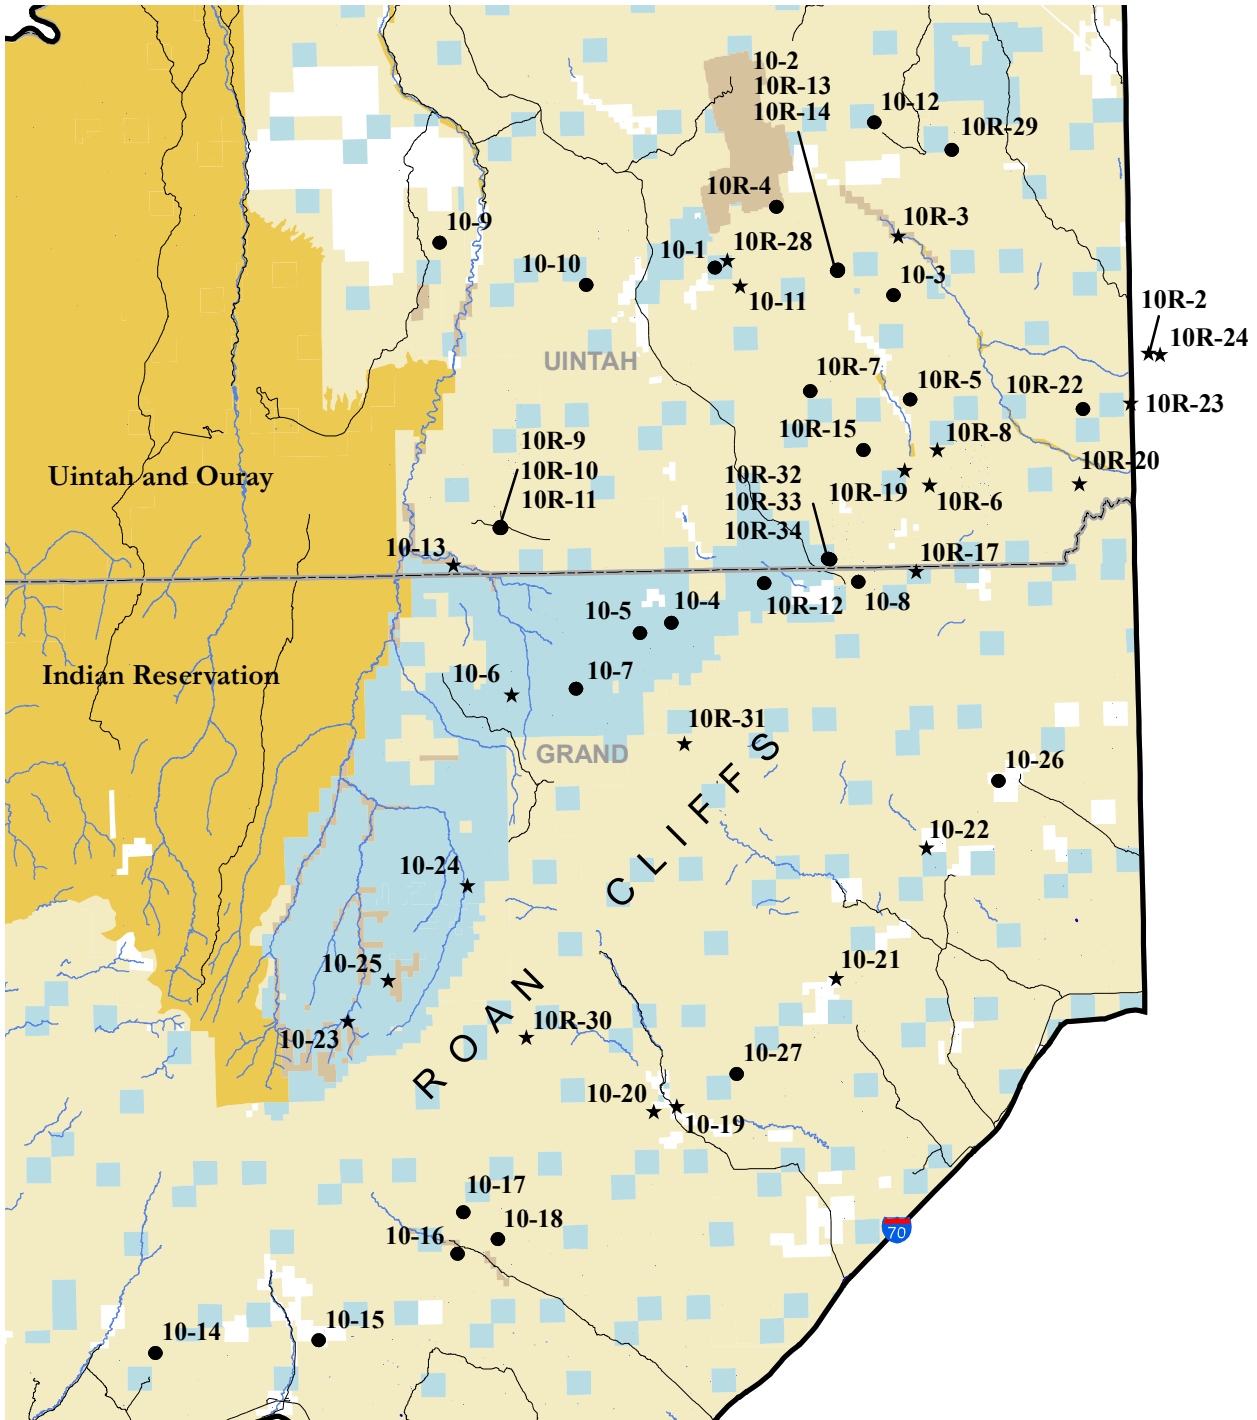 10-2
10R-13
10R-14
10-12
10R-29
10R-4
10-9
10R-3
10R-28
10-1
10-10
10-11
10-3
10R-2
10R-24
UINTAH
10R-7
10R-5
10R-22
10R-23
10R-9
10R-15
10R-8
10R-20
Uintah and Ouray
10R-10
10R-32
10R-11
10R-33
10R-19
10R-6
10R-34
10-13
10R-17
10-5
10-4
10R-12
10-8
Indian Reservation
10-6
10-7
10R-31
GRAND
ROAN CLIFFS
10-26
10-22
10-24
10-25
10-21
10-23
10R-30
10-27
10-20
10-19
10-17
10-18
10-16
70
10-14
10-15